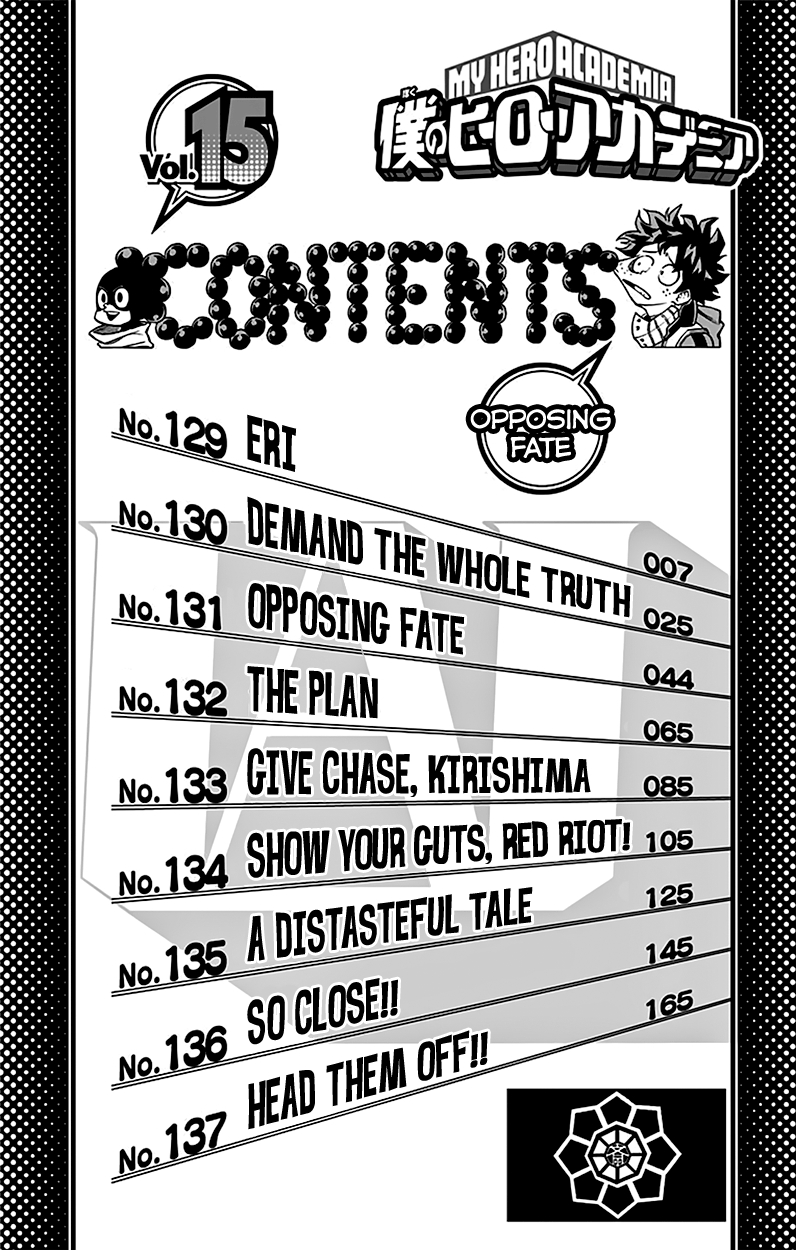 Vol. 15
MY HERO ACADEMIA
ぼく
僕のヒーローアカデミア
CONTENTS
OPPOSING
FATE
No. 129 ERI 007
No. 130 DEMAND THE WHOLE TRUTH 025
No. 131 OPPOSING FATE 044
No. 132 THE PLAN 065
No. 133 GIVE CHASE, KIRISHIMA 085
No. 134 SHOW YOUR GUTS, RED RIOT! 105
No. 135 A DISTASTEFUL TALE 125
No. 136 SO CLOSE!! 145
No. 137 HEAD THEM OFF!! 165